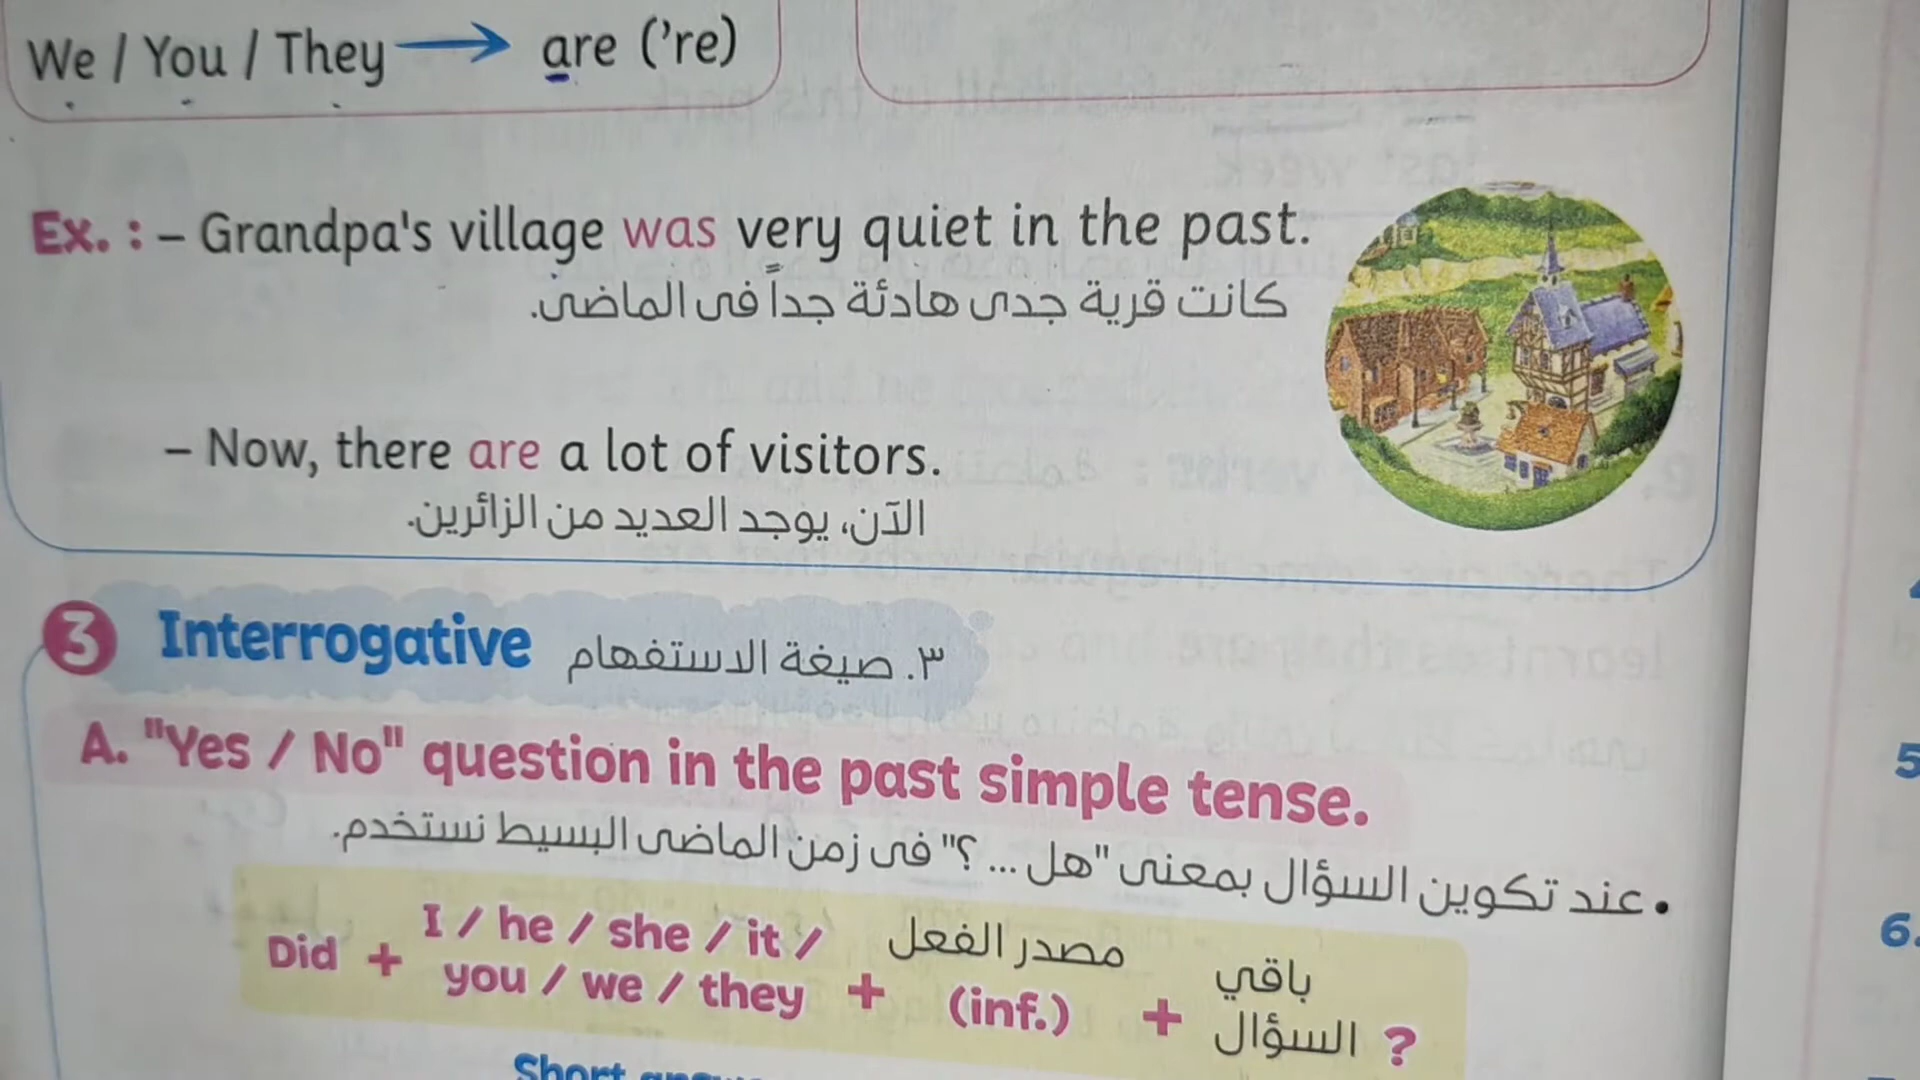 We / You / They → are ('re)
Ex. : – Grandpa's village was very quiet in the past.
كانت قرية جدى هادئة جداً فى الماضى.
– Now, there are a lot of visitors.
الآن، يوجد العديد من الزائرين.
3 Interrogative ٣. صيغة الاستفهام
A. "Yes / No" question in the past simple tense.
• عند تكوين السؤال بمعنى "هل ... ؟" فى زمن الماضى البسيط نستخدم.
Did + I / he / she / it / you / we / they + مصدر الفعل (inf.) + باقي السؤال ?
Short
5
6.